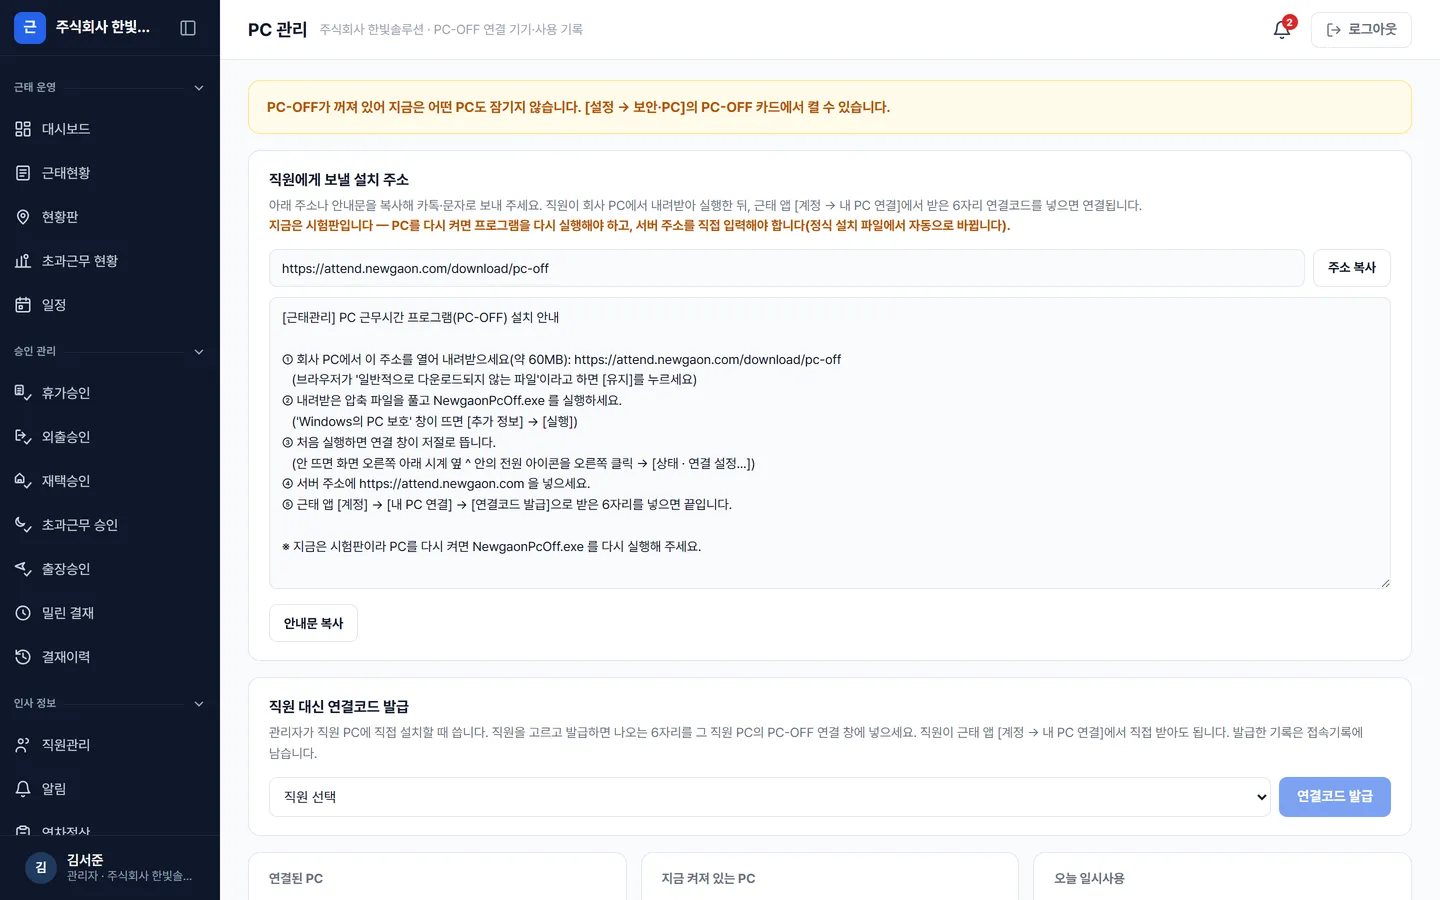 근
주식회사 한빛...
근태 운영
대시보드
근태현황
현황판
초과근무 현황
일정
승인 관리
휴가승인
외출승인
재택승인
초과근무 승인
출장승인
밀린 결재
결재이력
인사 정보
직원관리
알림
연차정산
김
김서준
관리자 · 주식회사 한빛솔...
PC 관리
주식회사 한빛솔루션 · PC-OFF 연결 기기·사용 기록
2
로그아웃
PC-OFF가 꺼져 있어 지금은 어떤 PC도 잠기지 않습니다. [설정 → 보안·PC]의 PC-OFF 카드에서 켤 수 있습니다.
직원에게 보낼 설치 주소
아래 주소나 안내문을 복사해 카톡·문자로 보내 주세요. 직원이 회사 PC에서 내려받아 실행한 뒤, 근태 앱 [계정 → 내 PC 연결]에서 받은 6자리 연결코드를 넣으면 연결됩니다.
지금은 시험판입니다 — PC를 다시 켜면 프로그램을 다시 실행해야 하고, 서버 주소를 직접 입력해야 합니다(정식 설치 파일에서 자동으로 바뀝니다).
https://attend.newgaon.com/download/pc-off
주소 복사
[근태관리] PC 근무시간 프로그램(PC-OFF) 설치 안내
① 회사 PC에서 이 주소를 열어 내려받으세요(약 60MB): https://attend.newgaon.com/download/pc-off
(브라우저가 '일반적으로 다운로드되지 않는 파일'이라고 하면 [유지]를 누르세요)
② 내려받은 압축 파일을 풀고 NewgaonPcOff.exe 를 실행하세요.
('Windows의 PC 보호' 창이 뜨면 [추가 정보] → [실행])
③ 처음 실행하면 연결 창이 저절로 뜹니다.
(안 뜨면 화면 오른쪽 아래 시계 옆 ^ 안의 전원 아이콘을 오른쪽 클릭 → [상태 · 연결 설정...])
④ 서버 주소에 https://attend.newgaon.com 을 넣으세요.
⑤ 근태 앱 [계정] → [내 PC 연결] → [연결코드 발급]으로 받은 6자리를 넣으면 끝입니다.
※ 지금은 시험판이라 PC를 다시 켜면 NewgaonPcOff.exe 를 다시 실행해 주세요.
안내문 복사
직원 대신 연결코드 발급
관리자가 직원 PC에 직접 설치할 때 씁니다. 직원을 고르고 발급하면 나오는 6자리를 그 직원 PC의 PC-OFF 연결 창에 넣으세요. 직원이 근태 앱 [계정 → 내 PC 연결]에서 직접 받아도 됩니다. 발급한 기록은 접속기록에
남습니다.
직원 선택
연결코드 발급
연결된 PC
지금 켜져 있는 PC
오늘 일시사용